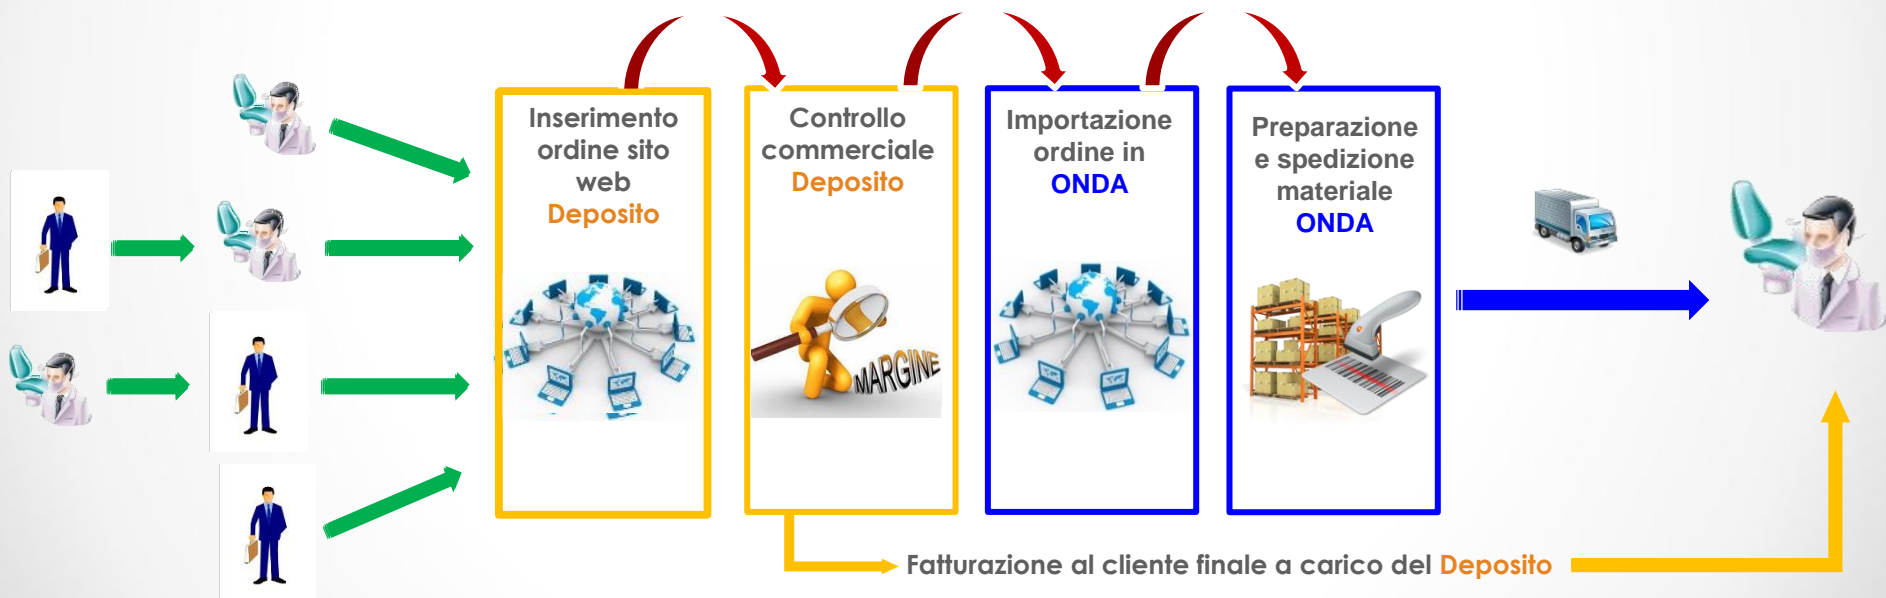 Inserimento
ordine sito
web
Deposito
Controllo
commerciale
Deposito
MARGINE
Importazione
ordine in
ONDA
Preparazione
e spedizione
materiale
ONDA
Fatturazione al cliente finale a carico del Deposito